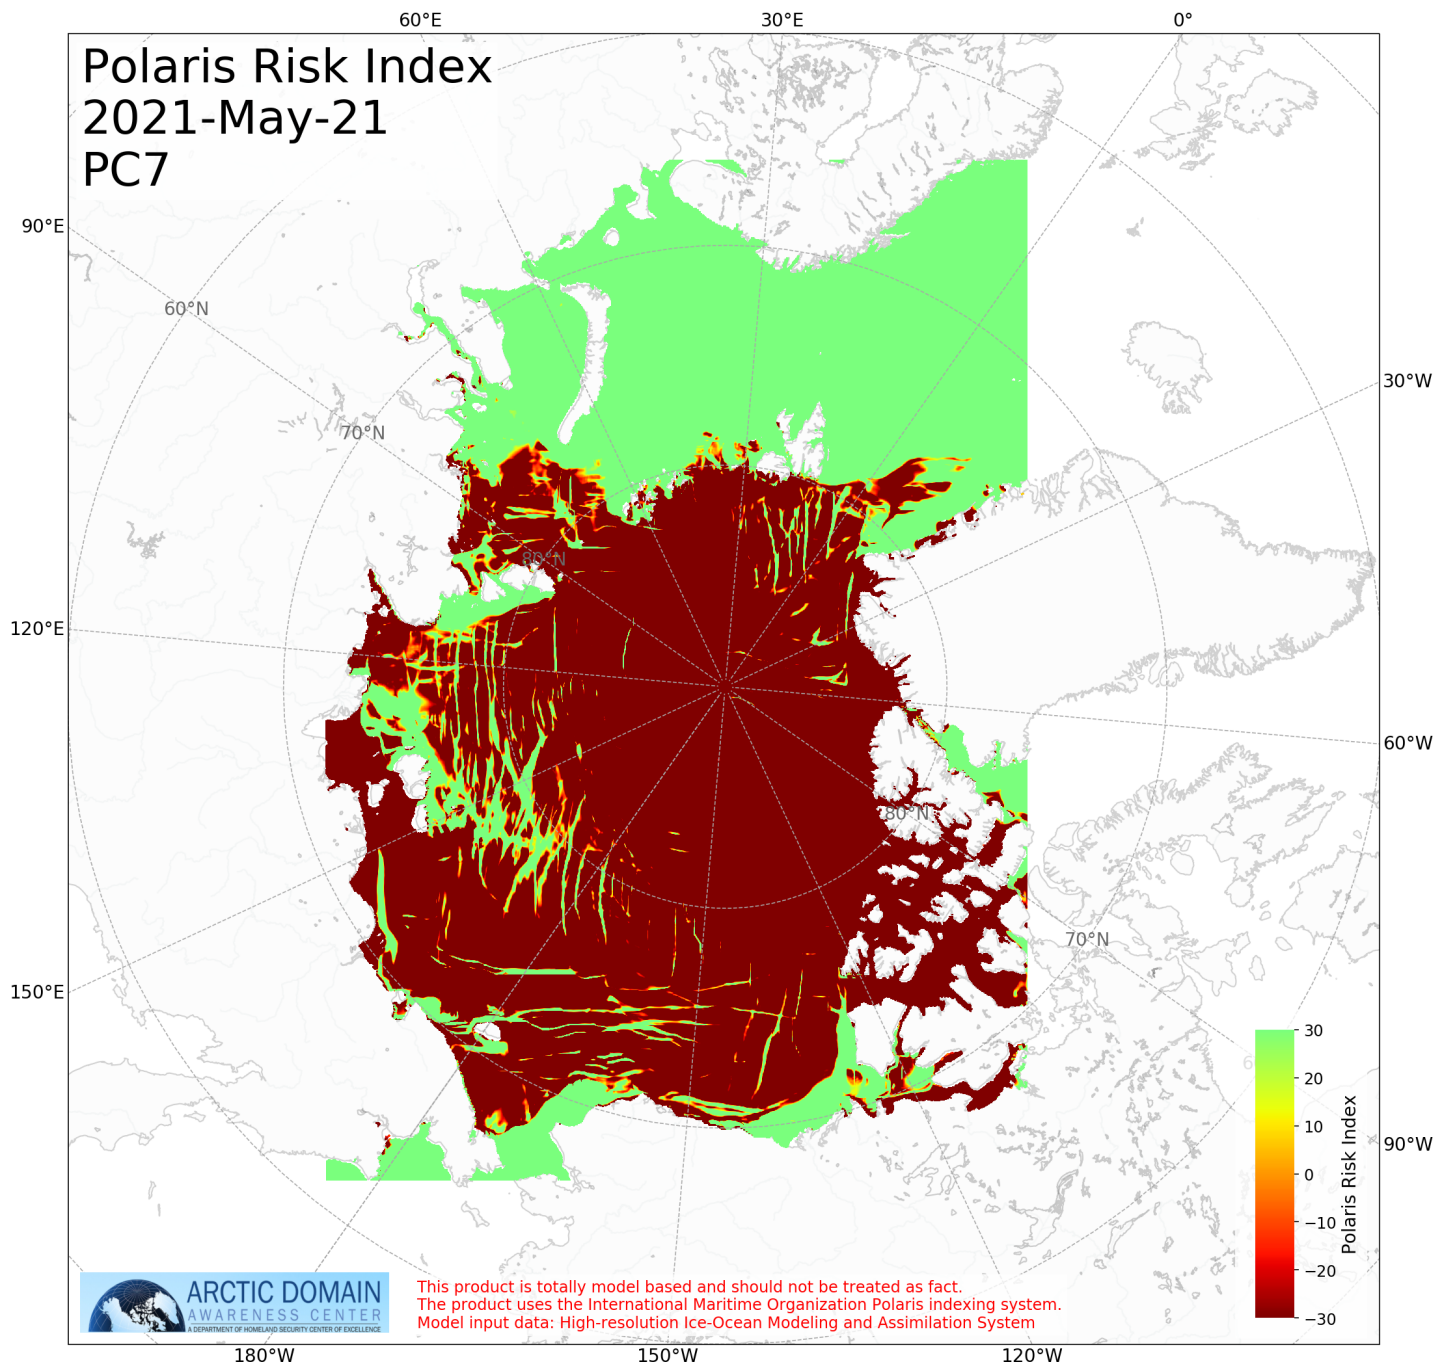 60°E
30°E
0°
Polaris Risk Index
2021-May-21
PC7
90°E
60°N
30°W
70°N
80°N
120°E
60°W
80°N
70°N
150°E
30
20
10
0
−10
−20
−30
Polaris Risk Index
90°W
ARCTIC DOMAIN
AWARENESS CENTER
A DEPARTMENT OF HOMELAND SECURITY CENTER OF EXCELLENCE
This product is totally model based and should not be treated as fact.
The product uses the International Maritime Organization Polaris indexing system.
Model input data: High-resolution Ice-Ocean Modeling and Assimilation System
180°W
150°W
120°W